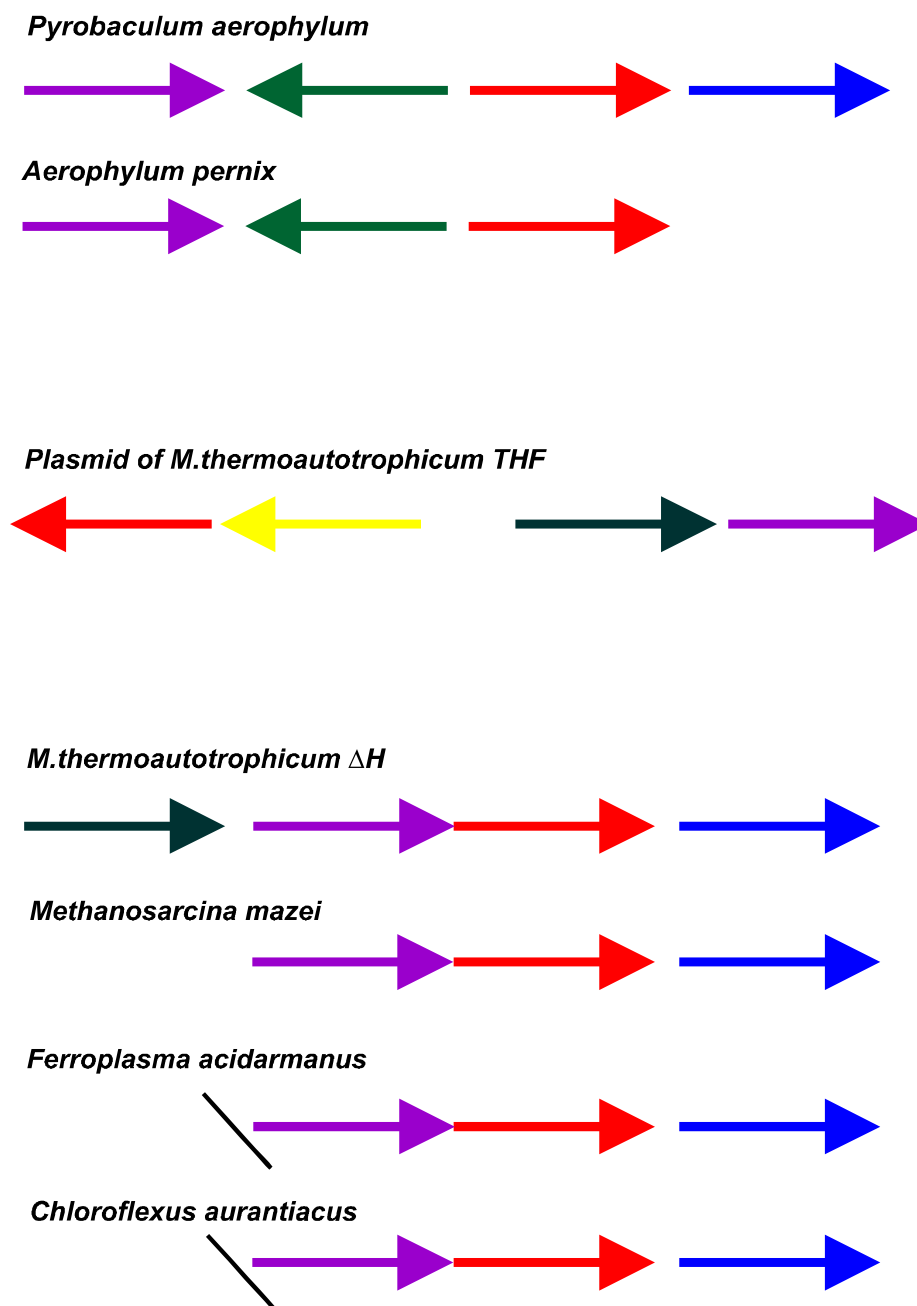 Pyrobaculum aerophylum
Aerophylum pernix
Plasmid of M.thermoautotrophicum THF
M.thermoautotrophicum ΔH
Methanosarcina mazei
Ferroplasma acidarmanus
Chloroflexus aurantiacus